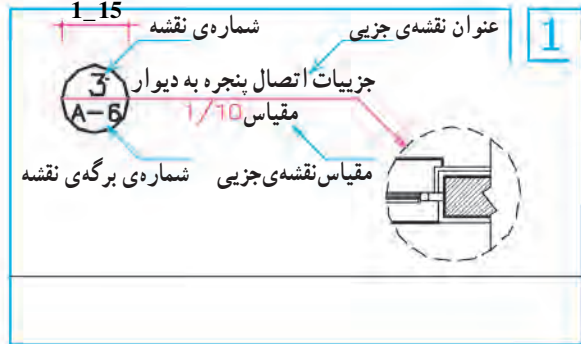 1_15
شماره‌ی نقشه
عنوان نقشه‌ی جزیی
1
3
جزییات اتصال پنجره به دیوار
A-6
مقیاس 1/10
شماره‌ی برگه‌ی نقشه
مقیاس نقشه‌ی جزیی